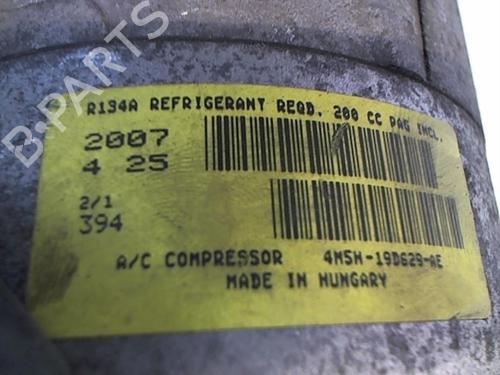 R134A REFRIGERANT REQD. 200 CC PAG INCL.
2007
4 25
2/1
394
A/C COMPRESSOR 4M5H-19D629-AE
MADE IN HUNGARY
B-PARTS